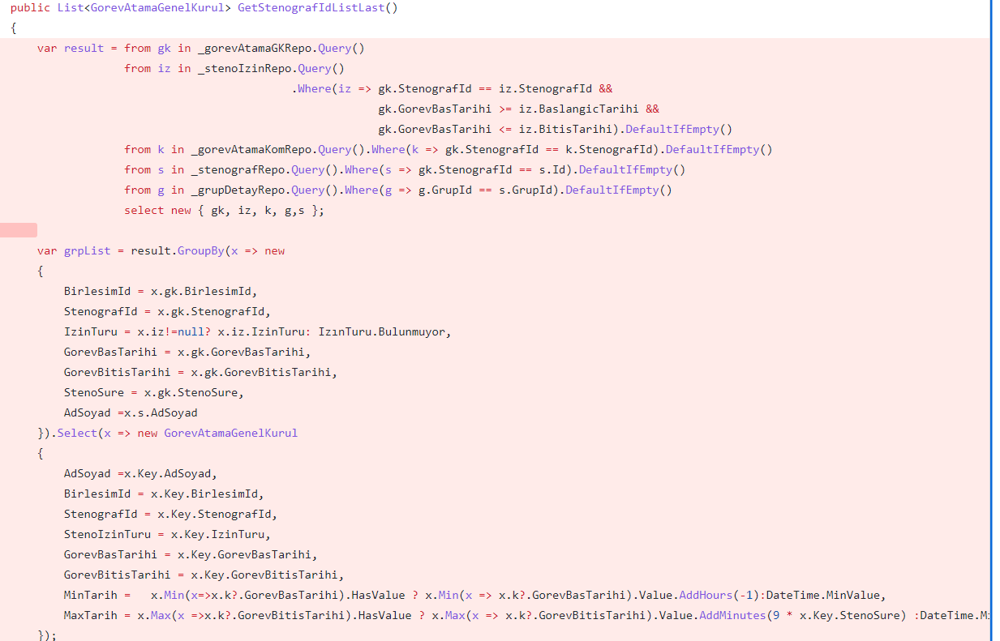 public List<GorevAtamaGenelKurul> GetStenografIdListLast()
{
var result = from gk in _gorevAtamaGKRepo.Query()
from iz in _stenoIzinRepo.Query()
.Where(iz => gk.StenografId == iz.StenografId &&
gk.GorevBasTarihi >= iz.BaslangicTarihi &&
gk.GorevBasTarihi <= iz.BitisTarihi).DefaultIfEmpty()
from k in _gorevAtamaKomRepo.Query().Where(k => gk.StenografId == k.StenografId).DefaultIfEmpty()
from s in _stenografRepo.Query().Where(s => gk.StenografId == s.Id).DefaultIfEmpty()
from g in _grupDetayRepo.Query().Where(g => g.GrupId == s.GrupId).DefaultIfEmpty()
select new { gk, iz, k, g,s };
var grpList = result.GroupBy(x => new
{
BirlesimId = x.gk.BirlesimId,
StenografId = x.gk.StenografId,
IzinTuru = x.iz!=null? x.iz.IzinTuru: IzınTuru.Bulunmuyor,
GorevBasTarihi = x.gk.GorevBasTarihi,
GorevBitisTarihi = x.gk.GorevBitisTarihi,
StenoSure = x.gk.StenoSure,
AdSoyad =x.s.AdSoyad
}).Select(x => new GorevAtamaGenelKurul
{
AdSoyad =x.Key.AdSoyad,
BirlesimId = x.Key.BirlesimId,
StenografId = x.Key.StenografId,
StenoIzinTuru = x.Key.IzinTuru,
GorevBasTarihi = x.Key.GorevBasTarihi,
GorevBitisTarihi = x.Key.GorevBitisTarihi,
MinTarih =   x.Min(x=>x.k?.GorevBasTarihi).HasValue ? x.Min(x => x.k?.GorevBasTarihi).Value.AddHours(-1):DateTime.MinValue,
MaxTarih = x.Max(x =>x.k?.GorevBitisTarihi).HasValue ? x.Max(x => x.k?.GorevBitisTarihi).Value.AddMinutes(9 * x.Key.StenoSure) :DateTime.M
});